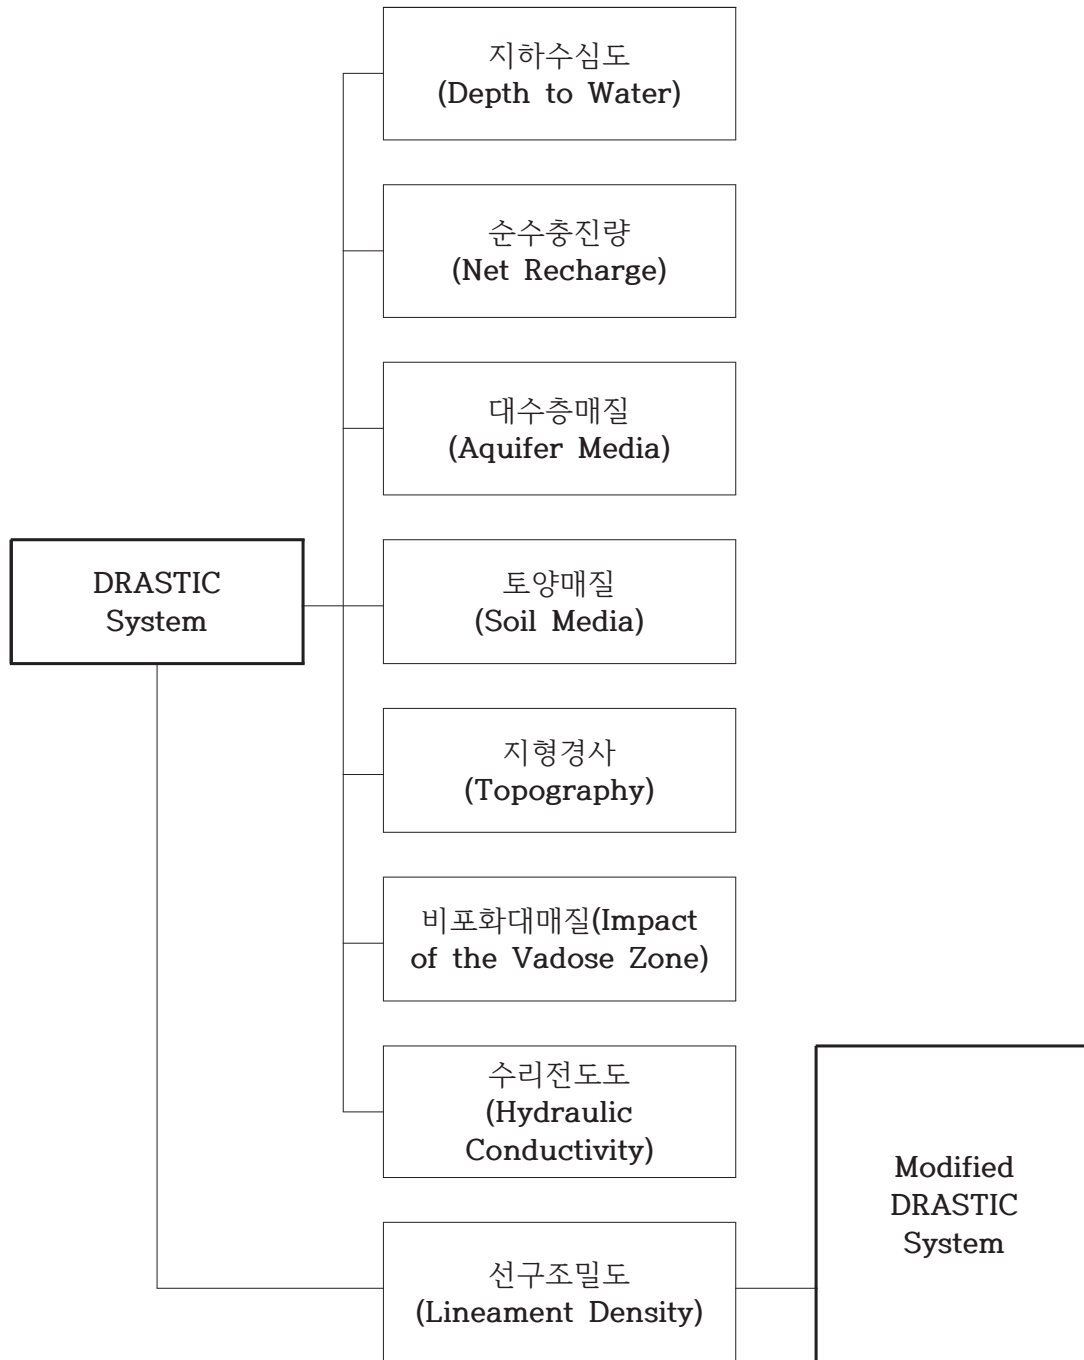 지하수심도
(Depth to Water)
순수충진량
(Net Recharge)
대수층매질
(Aquifer Media)
DRASTIC
System
토양매질
(Soil Media)
지형경사
(Topography)
비포화대매질(Impact
of the Vadose Zone)
수리전도도
(Hydraulic
Conductivity)
Modified
DRASTIC
System
선구조밀도
(Lineament Density)